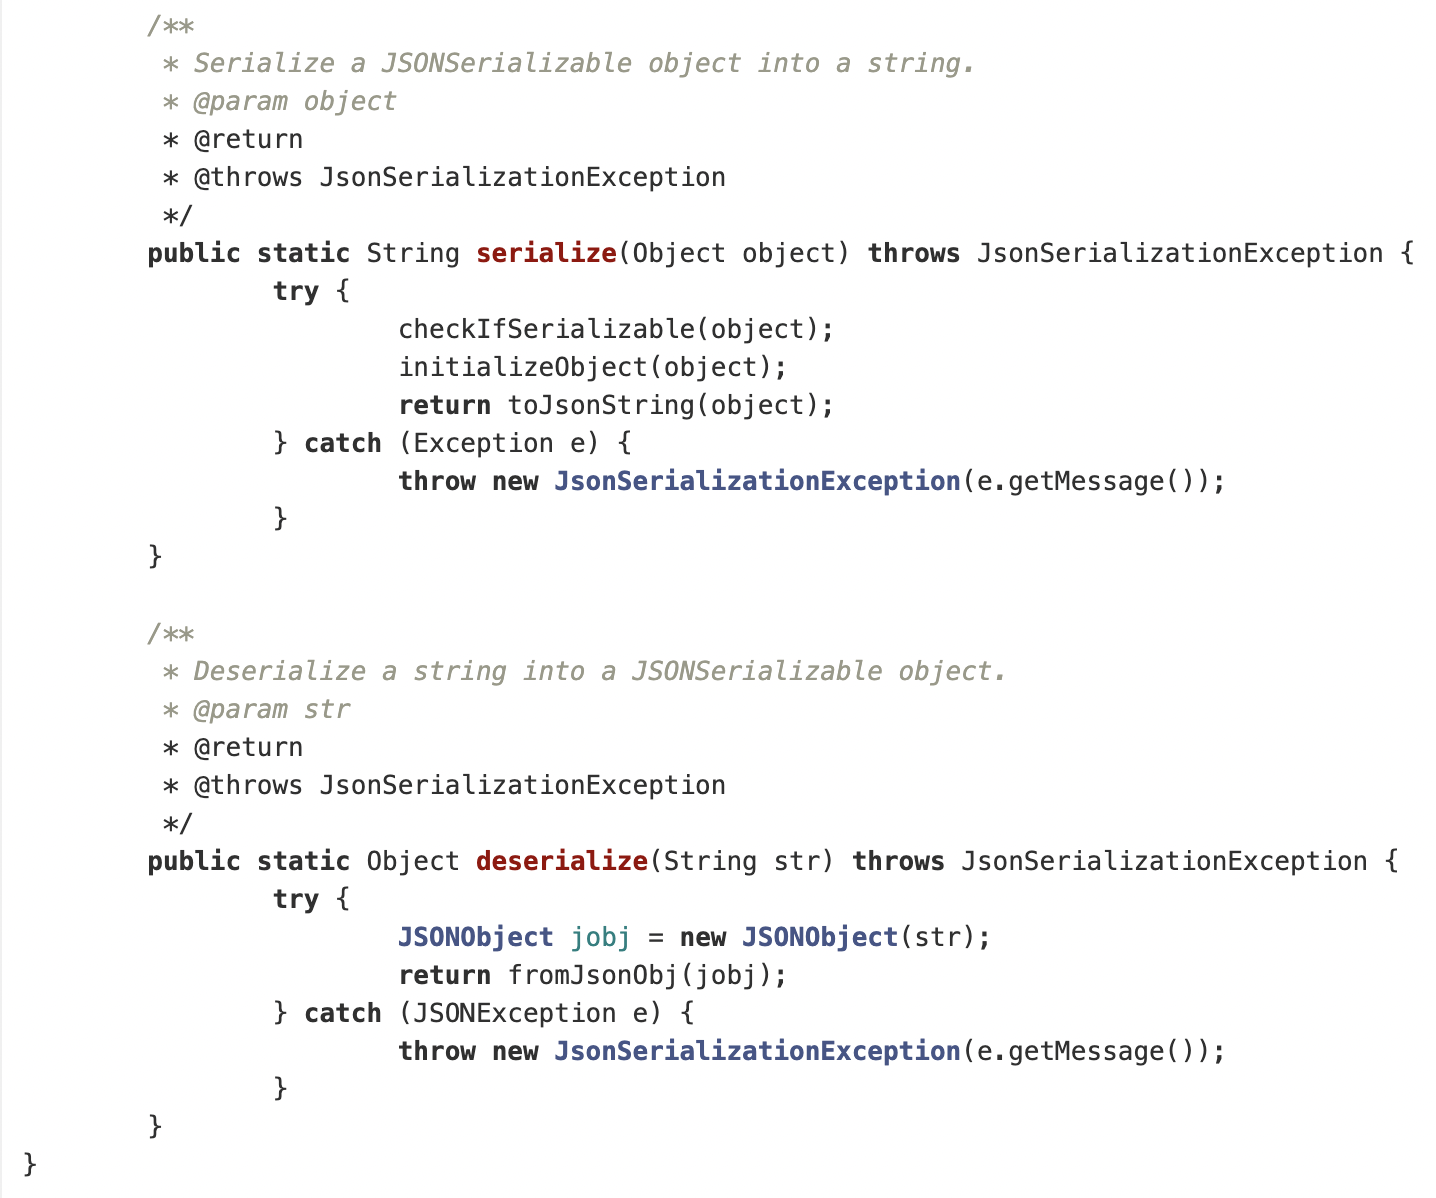 /**
* Serialize a JSONSerializable object into a string.
* @param object
* @return
* @throws JsonSerializationException
*/
public static String serialize(Object object) throws JsonSerializationException {
try {
checkIfSerializable(object);
initializeObject(object);
return toJsonString(object);
} catch (Exception e) {
throw new JsonSerializationException(e.getMessage());
}
}
/**
* Deserialize a string into a JSONSerializable object.
* @param str
* @return
* @throws JsonSerializationException
*/
public static Object deserialize(String str) throws JsonSerializationException {
try {
JSONObject jobj = new JSONObject(str);
return fromJsonObj(jobj);
} catch (JSONException e) {
throw new JsonSerializationException(e.getMessage());
}
}
}